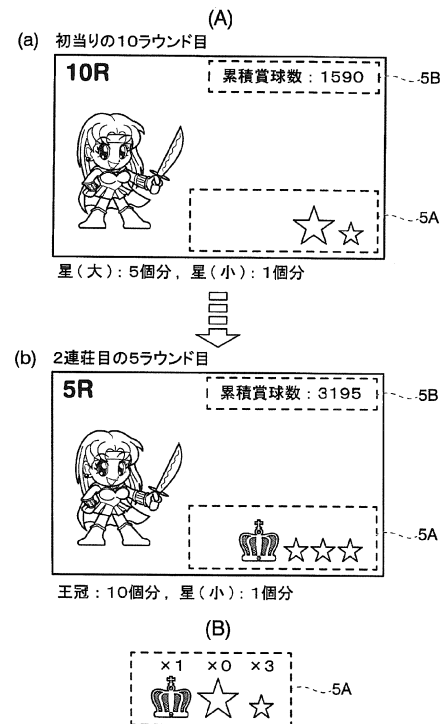 (A)
(a) 初当りの10ラウンド目
10R
累積賞球数:1590
5B
5A
星(大):5個分,星(小):1個分
(b) 2連荘目の5ラウンド目
5R
累積賞球数:3195
5B
5A
王冠:10個分,星(小):1個分
(B)
×1 ×0 ×3
5A